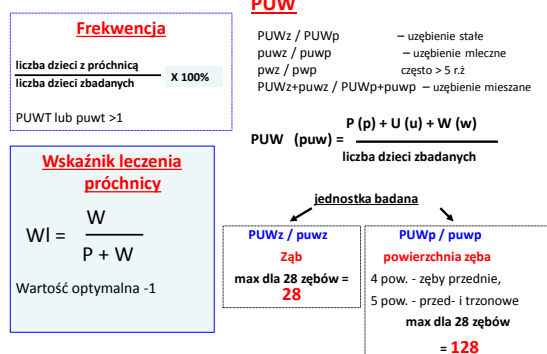 Frekwencja
liczba dzieci z próchnicą
liczba dzieci zbadanych
X 100%
PUWT lub puwt >1
Wskaźnik leczenia
próchnicy
Wl =
W
P + W
Wartość optymalna -1
PUW
PUWz / PUWp – uzębienie stałe
puwz / puwp – uzębienie mleczne
pwz / pwp często > 5 r.ż
PUWz+puwz / PUWp+puwp – uzębienie mieszane
PUW (puw) =
P (p) + U (u) + W (w)
liczba dzieci zbadanych
jednostka badana
PUWz / puwz
Ząb
max dla 28 zębów =
28
PUWp / puwp
powierzchnia zęba
4 pow. - zęby przednie,
5 pow. - przed- i trzonowe
max dla 28 zębów
= 128